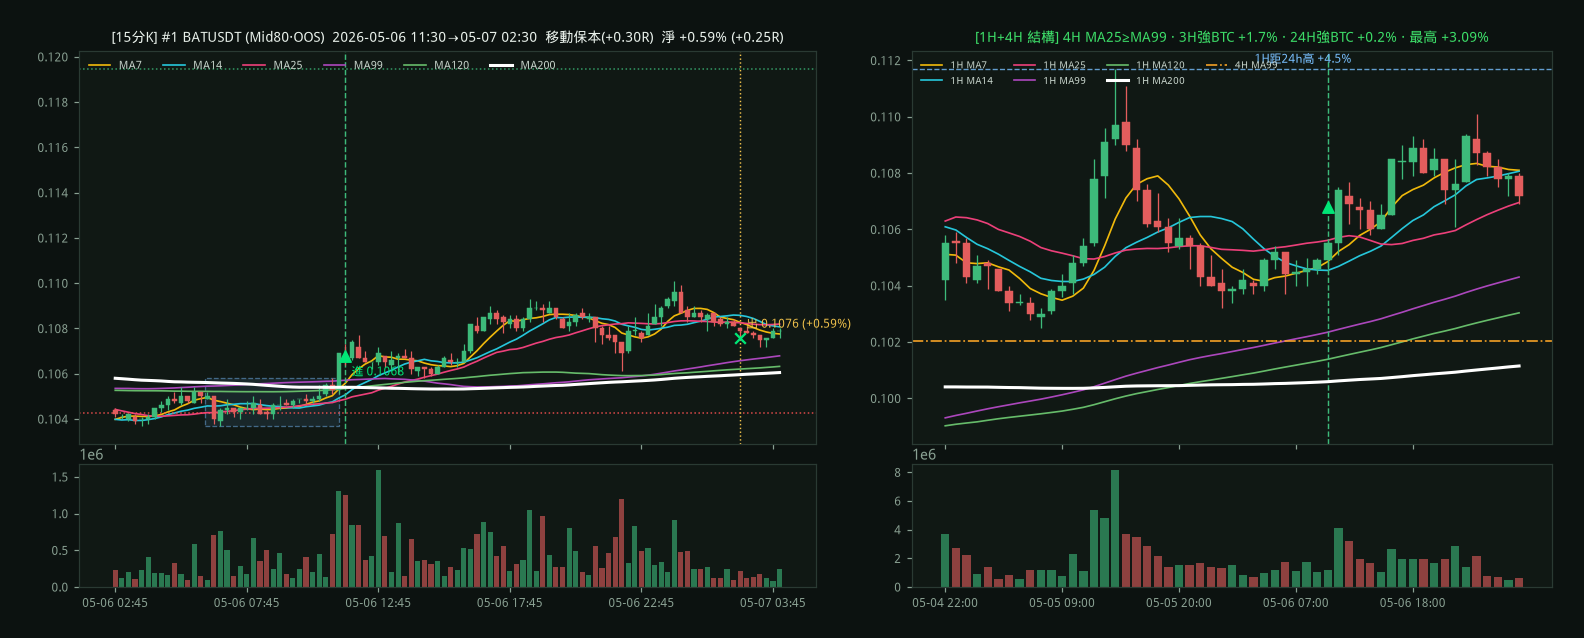 [15分K] #1 BATUSDT (Mid80·OOS)  2026-05-06 11:30→05-07 02:30  移動保本(+0.30R)  淨 +0.59% (+0.25R)
MA7 MA14 MA25 MA99 MA120 MA200
0.120
0.118
0.116
0.114
0.112
0.110
0.108
0.106
0.104
出 0.1076 (+0.59%)
進 0.1068
1e6
1.5
1.0
0.5
0.0
05-06 02:45 05-06 07:45 05-06 12:45 05-06 17:45 05-06 22:45 05-07 03:45
[1H+4H 結構] 4H MA25≥MA99 · 3H強BTC +1.7% · 24H強BTC +0.2% · 最高 +3.09%
1H距24h高 +4.5%
1H MA7 1H MA25 1H MA120 4H MA99
1H MA14 1H MA99 1H MA200
0.112
0.110
0.108
0.106
0.104
0.102
0.100
1e6
8
6
4
2
0
05-04 22:00 05-05 09:00 05-05 20:00 05-06 07:00 05-06 18:00